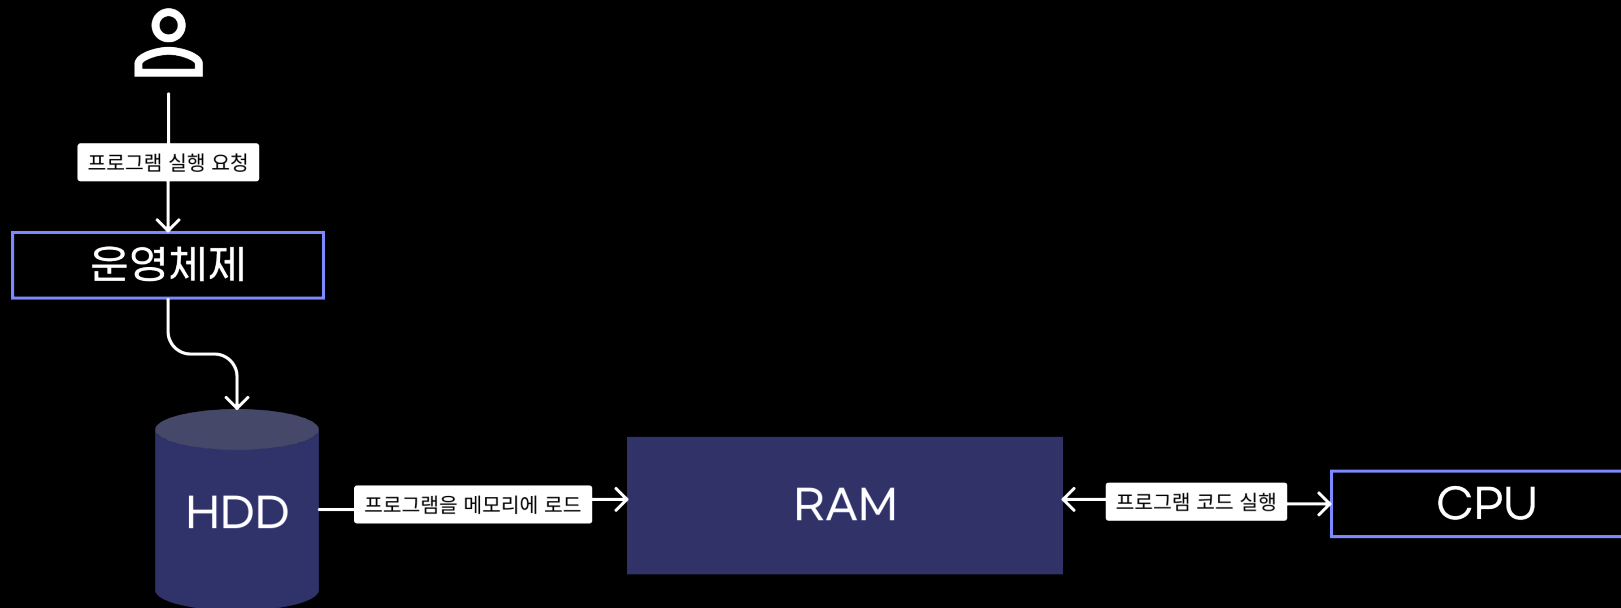 프로그램 실행 요청
운영체제
HDD
프로그램을 메모리에 로드
RAM
프로그램 코드 실행
CPU